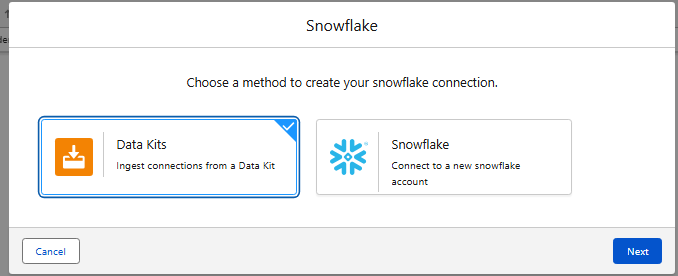 Snowflake
Choose a method to create your snowflake connection.
Data Kits
Ingest connections from a Data Kit
Snowflake
Connect to a new snowflake
account
Cancel
Next